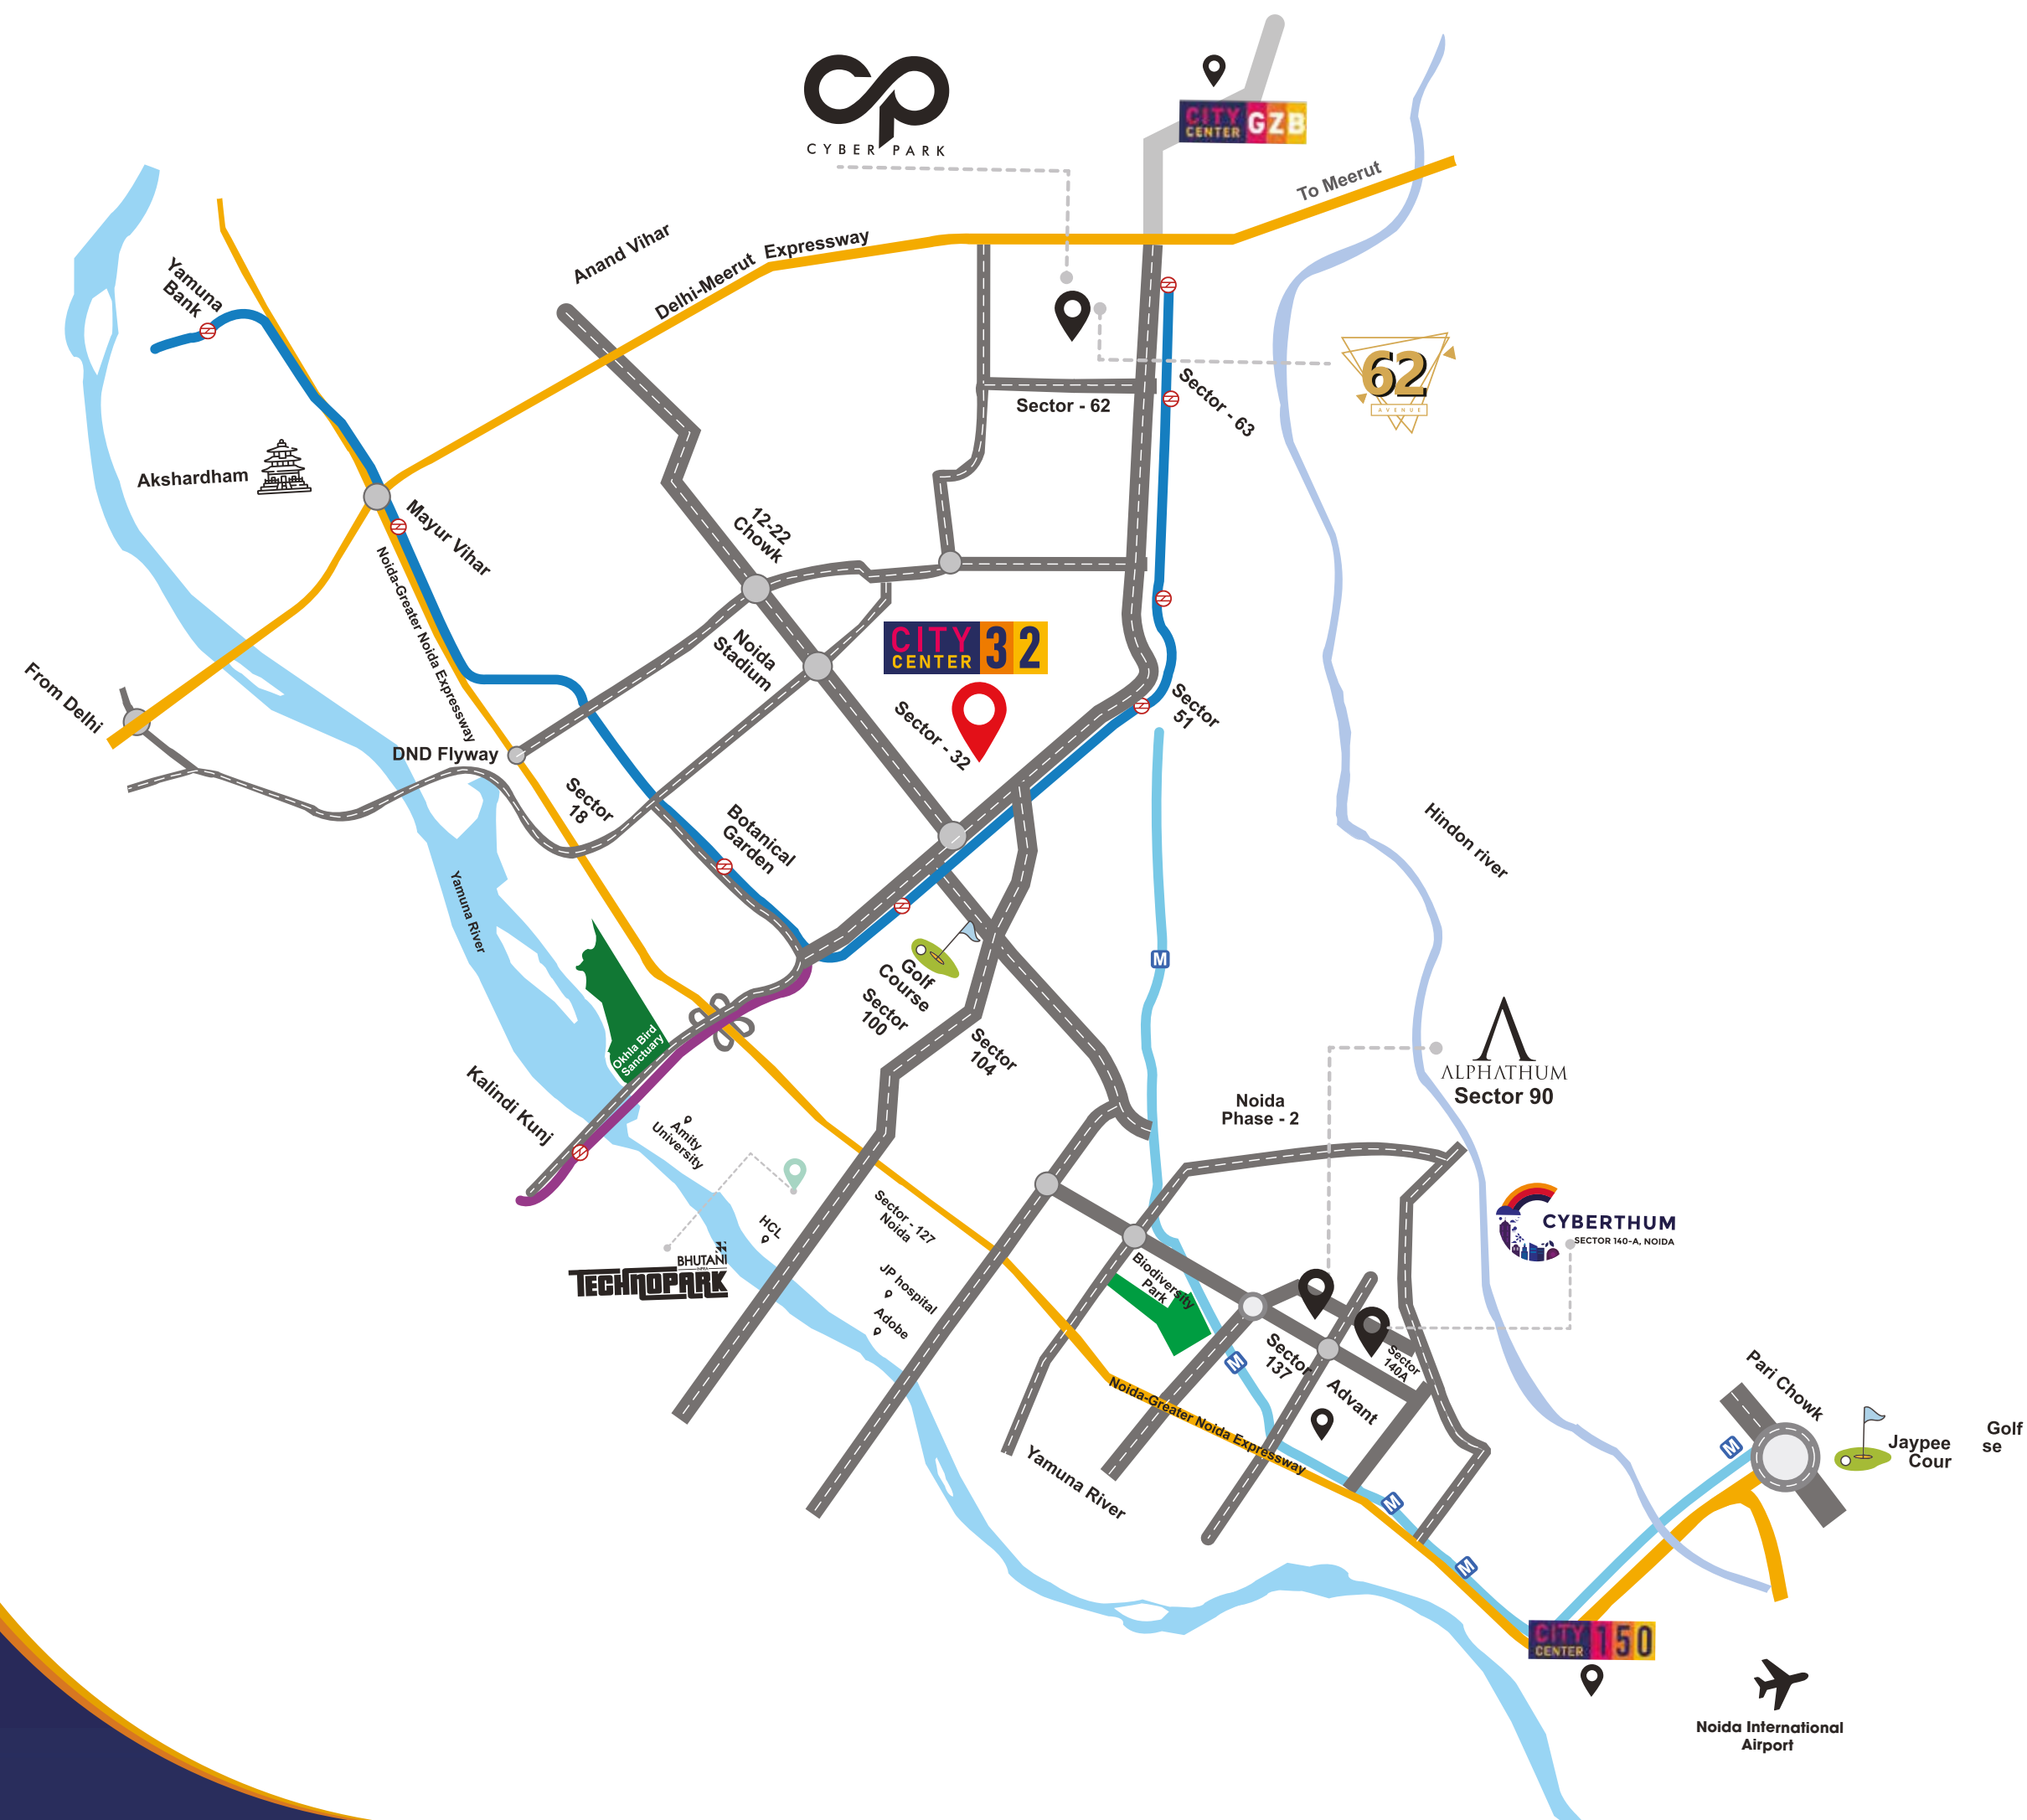 CYBER PARK
CITY
CENTER
GZB
To Meerut
Anand Vihar
Delhi-Meerut Expressway
Yamuna
Bank
Sector - 62
Sector - 63
62
AVENUE
Akshardham
Mayur Vihar
12-22
Chowk
Noida-Greater Noida Expressway
Noida
Stadium
CITY
CENTER
32
Sector - 32
Sector
51
From Delhi
DND Flyway
Sector
18
Botanical
Garden
Hindon river
Yamuna River
Golf
Course
Sector
100
Sector
104
Okhla Bird
Sanctuary
Kalindi Kunj
Amity
University
M
Noida
Phase - 2
ALPHATHUM
Sector 90
HCL
Sector - 127
Noida
CYBERTHUM
SECTOR 140-A, NOIDA
BHUTANI
INFRA
TECHNOPARK
JP hospital
Adobe
Biodiversity
Park
Sector
137
M
Sector
140A
Advant
Noida-Greater Noida Expressway
Yamuna River
M
M
Pari Chowk
M
Jaypee Golf
Cour se
CITY
CENTER
150
Noida International
Airport